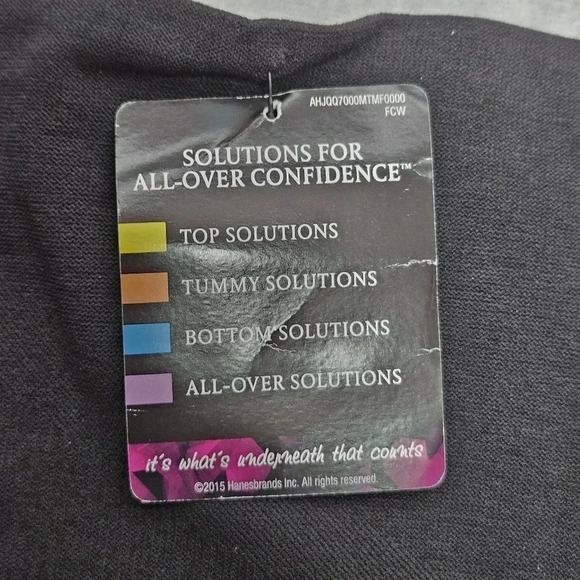 AHJQQ7000MTMF0000
FCW
SOLUTIONS FOR
ALL-OVER CONFIDENCE™
TOP SOLUTIONS
TUMMY SOLUTIONS
BOTTOM SOLUTIONS
ALL-OVER SOLUTIONS
it's what's underneath that counts
©2015 Hanesbrands Inc. All rights reserved.